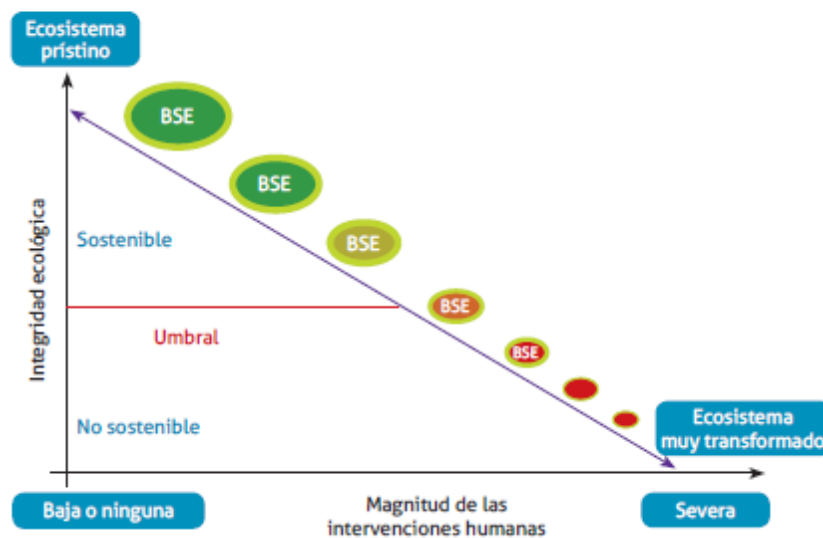 Ecosistema
prístino
BSE
BSE
Sostenible
BSE
BSE
Umbral
BSE
Integridad ecológica
No sostenible
Ecosistema
muy transformado
Baja o ninguna
Magnitud de las
intervenciones humanas
Severa